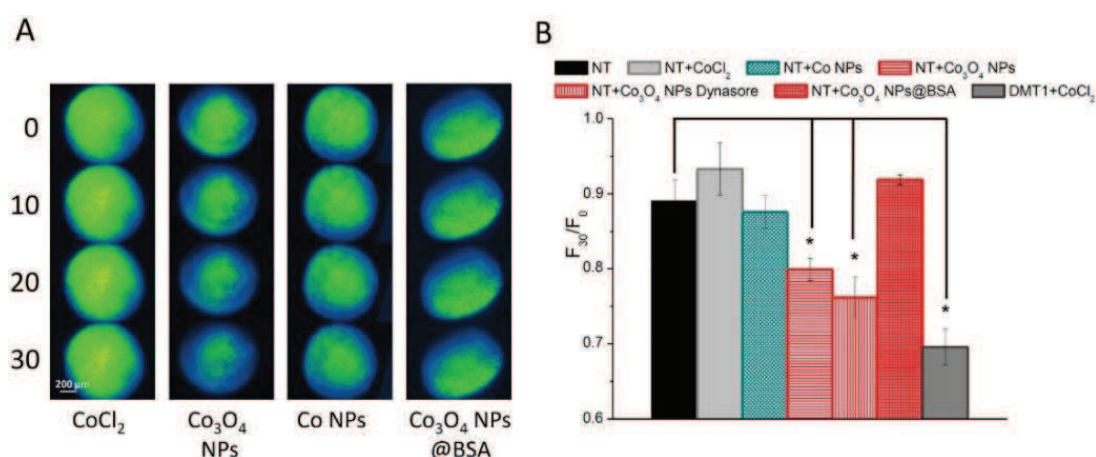 A
0
10
20
30
200 μm
CoCl₂
Co₃O₄
NPs
Co NPs
Co₃O₄ NPs
@BSA
B
NT
NT+CoCl₂
NT+Co NPs
NT+Co₃O₄ NPs
NT+Co₃O₄ NPs Dynasore
NT+Co₃O₄ NPs@BSA
DMT1+CoCl₂
1.0
0.9
0.8
0.7
0.6
F₃₀/F₀
*
*
*